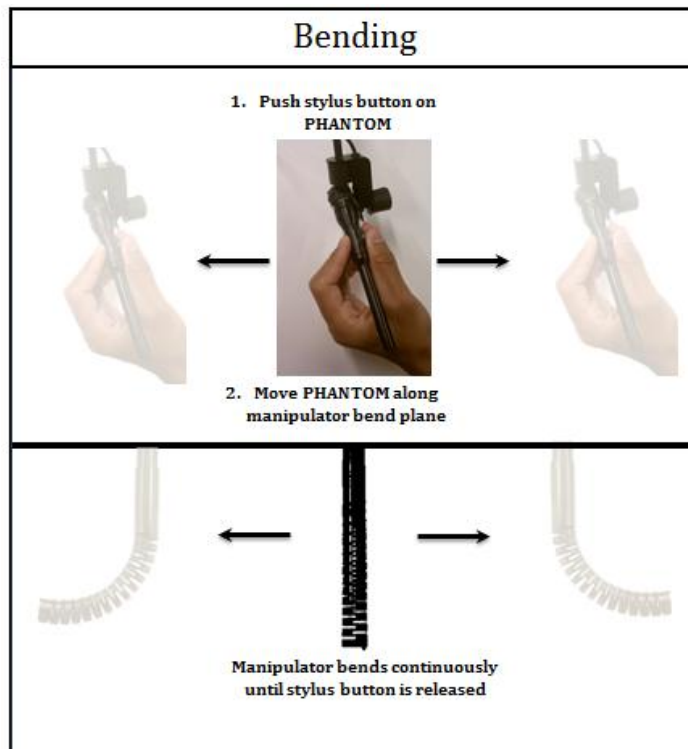 Bending
1. Push stylus button on
PHANTOM
2. Move PHANTOM along
manipulator bend plane
Manipulator bends continuously
until stylus button is released